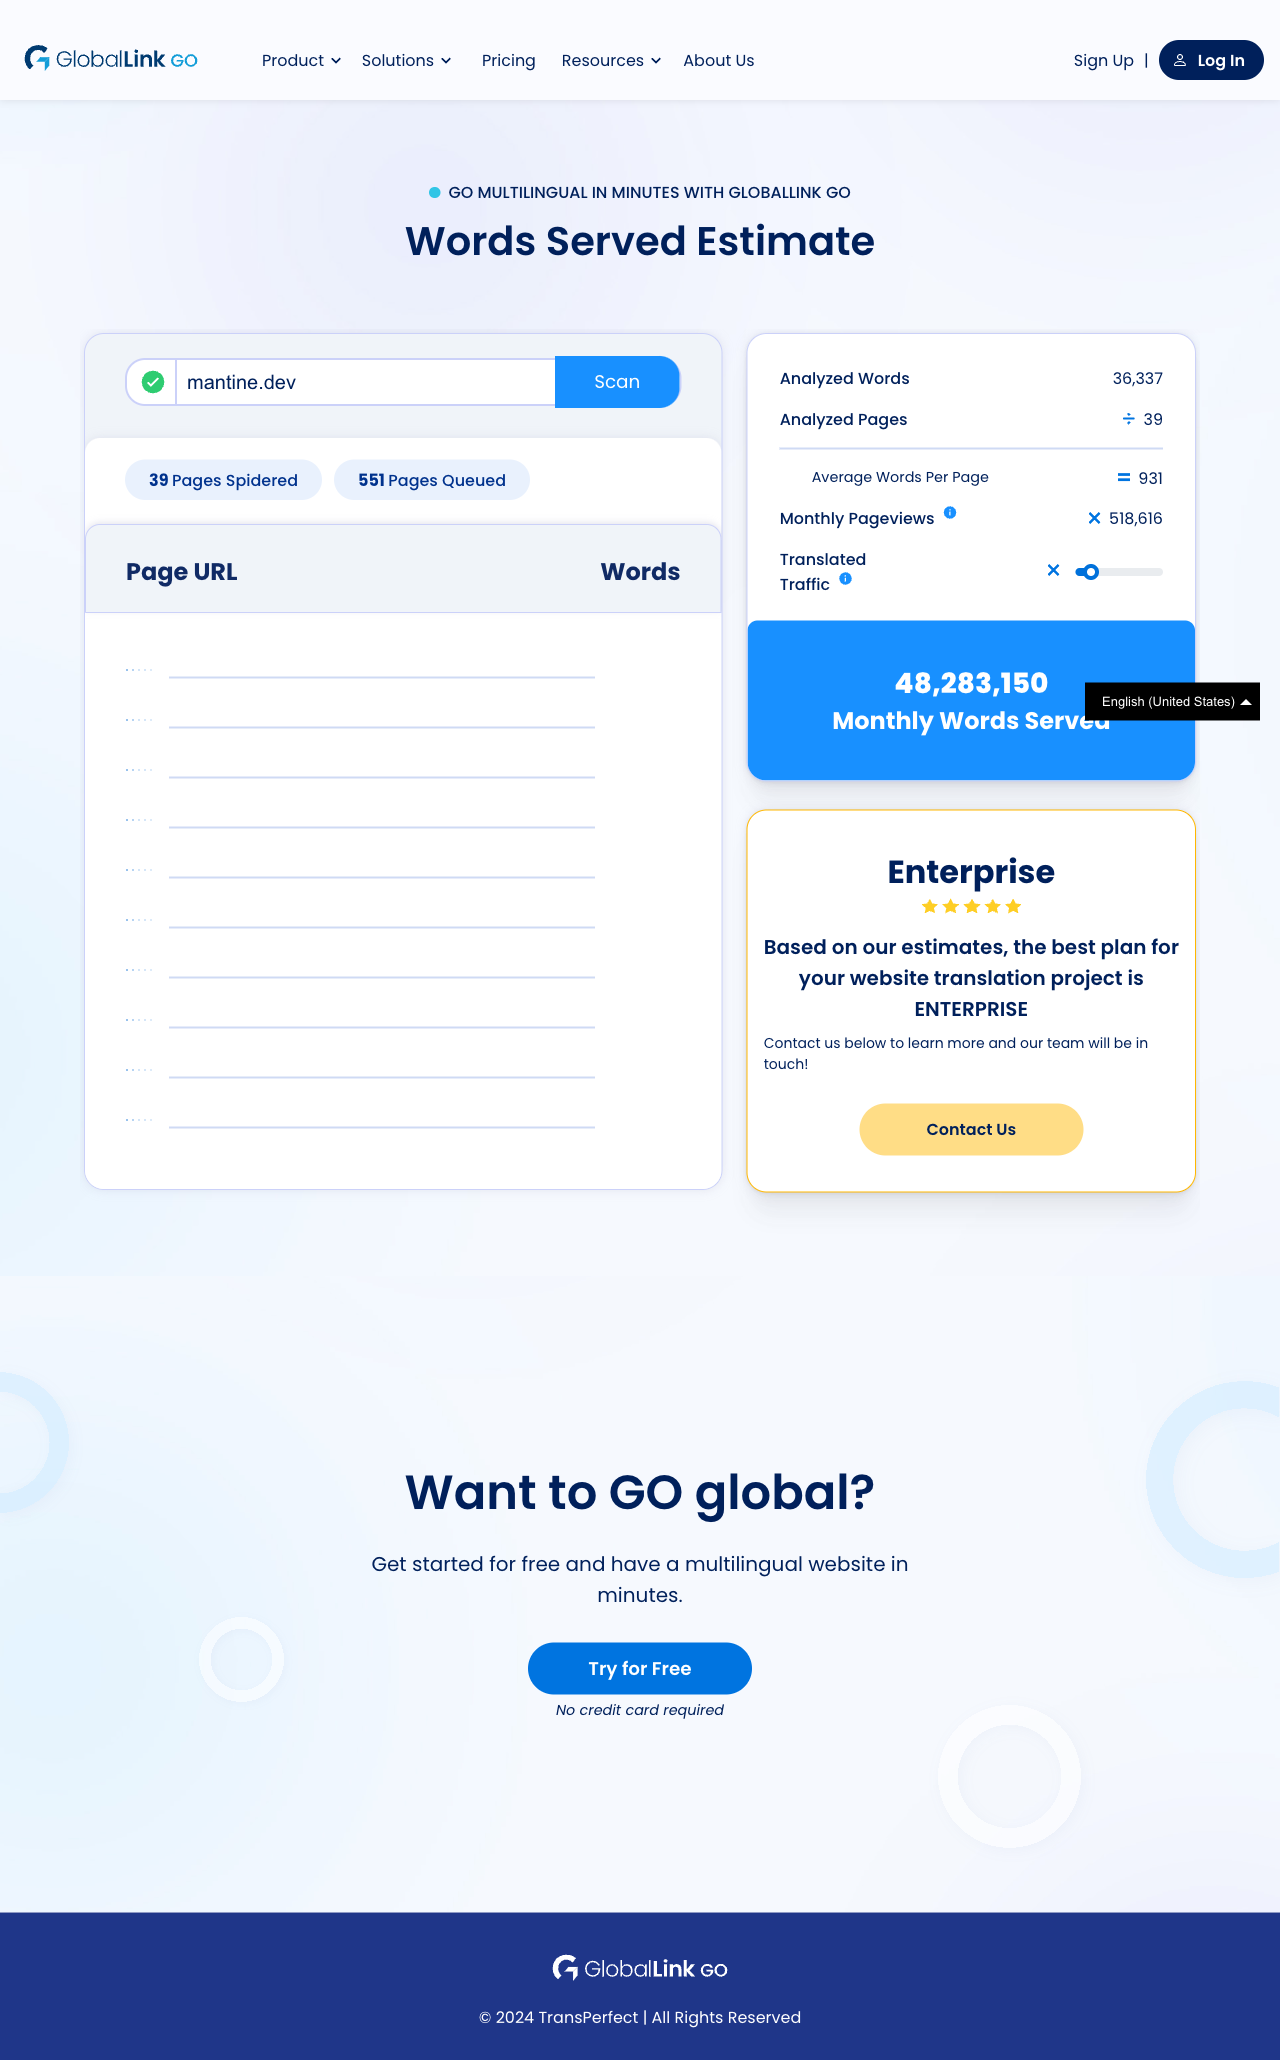 GlobalLink GO
Product
Solutions
Pricing
Resources
About Us
Sign Up |
Log In
GO MULTILINGUAL IN MINUTES WITH GLOBALLINK GO
Words Served Estimate
mantine.dev
Scan
39 Pages Spidered
551 Pages Queued
Page URL
Words
Analyzed Words
36,337
Analyzed Pages
÷ 39
Average Words Per Page
= 931
Monthly Pageviews
× 518,616
Translated
Traffic
×
48,283,150
Monthly Words Served
English (United States)
Enterprise
Based on our estimates, the best plan for
your website translation project is
ENTERPRISE
Contact us below to learn more and our team will be in
touch!
Contact Us
Want to GO global?
Get started for free and have a multilingual website in
minutes.
Try for Free
No credit card required
GlobalLink GO
© 2024 TransPerfect | All Rights Reserved